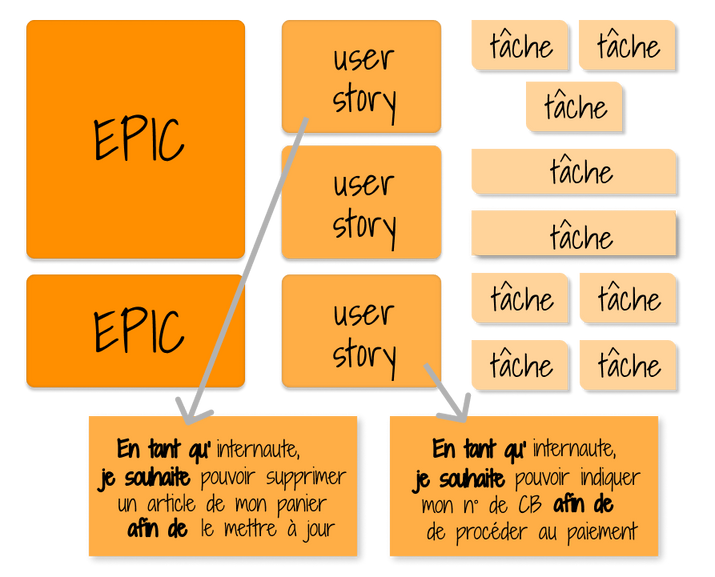 EPIC
user
story
tâche
tâche
tâche
user
story
tâche
tâche
EPIC
user
story
tâche
tâche
tâche
tâche
En tant qu' internaute,
je souhaite pouvoir supprimer
un article de mon panier
afin de le mettre à jour
En tant qu' internaute,
je souhaite pouvoir indiquer
mon n° de CB afin de
de procéder au paiement